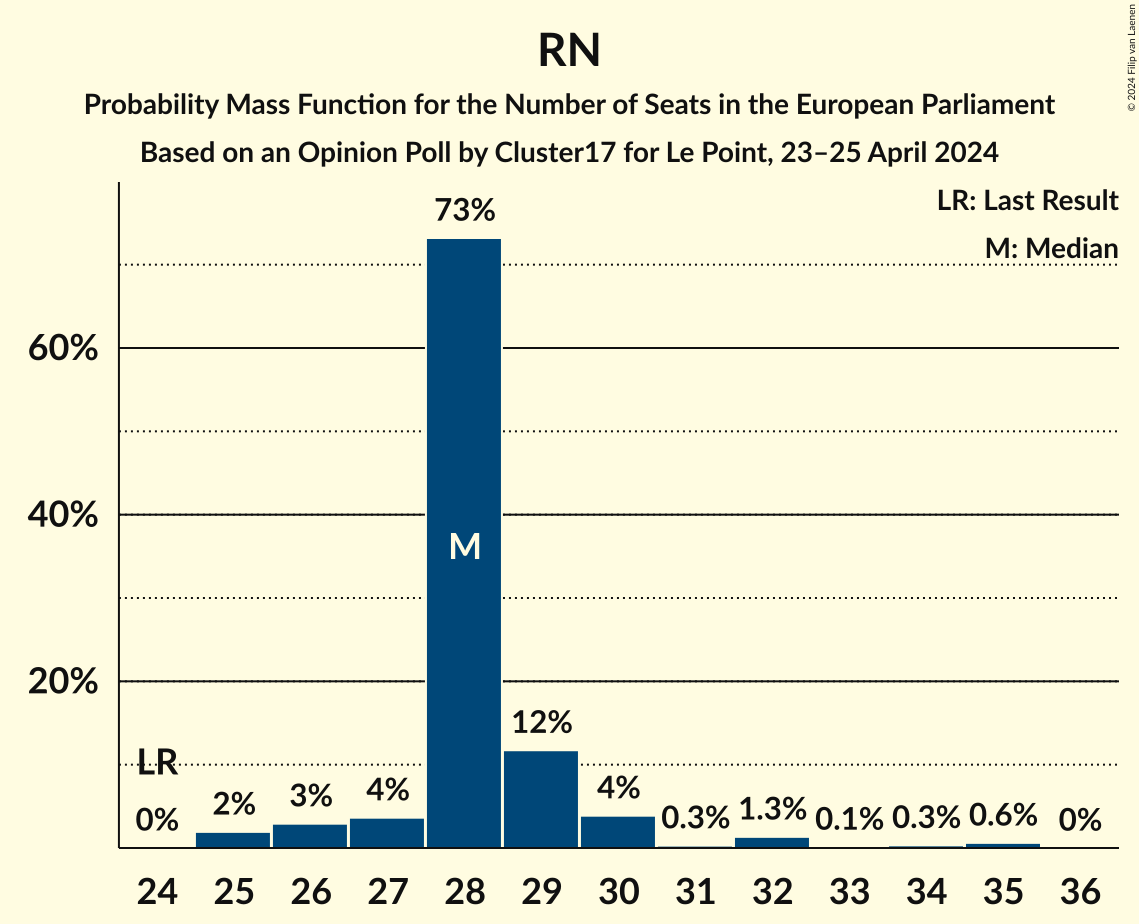 RN
Probability Mass Function for the Number of Seats in the European Parliament
Based on an Opinion Poll by Cluster17 for Le Point, 23–25 April 2024
© 2024 Filip van Laenen
LR: Last Result
M: Median
60%
40%
20%
LR
M
0%
2%
3%
4%
73%
12%
4%
0.3%
1.3%
0.1%
0.3%
0.6%
0%
24 25 26 27 28 29 30 31 32 33 34 35 36